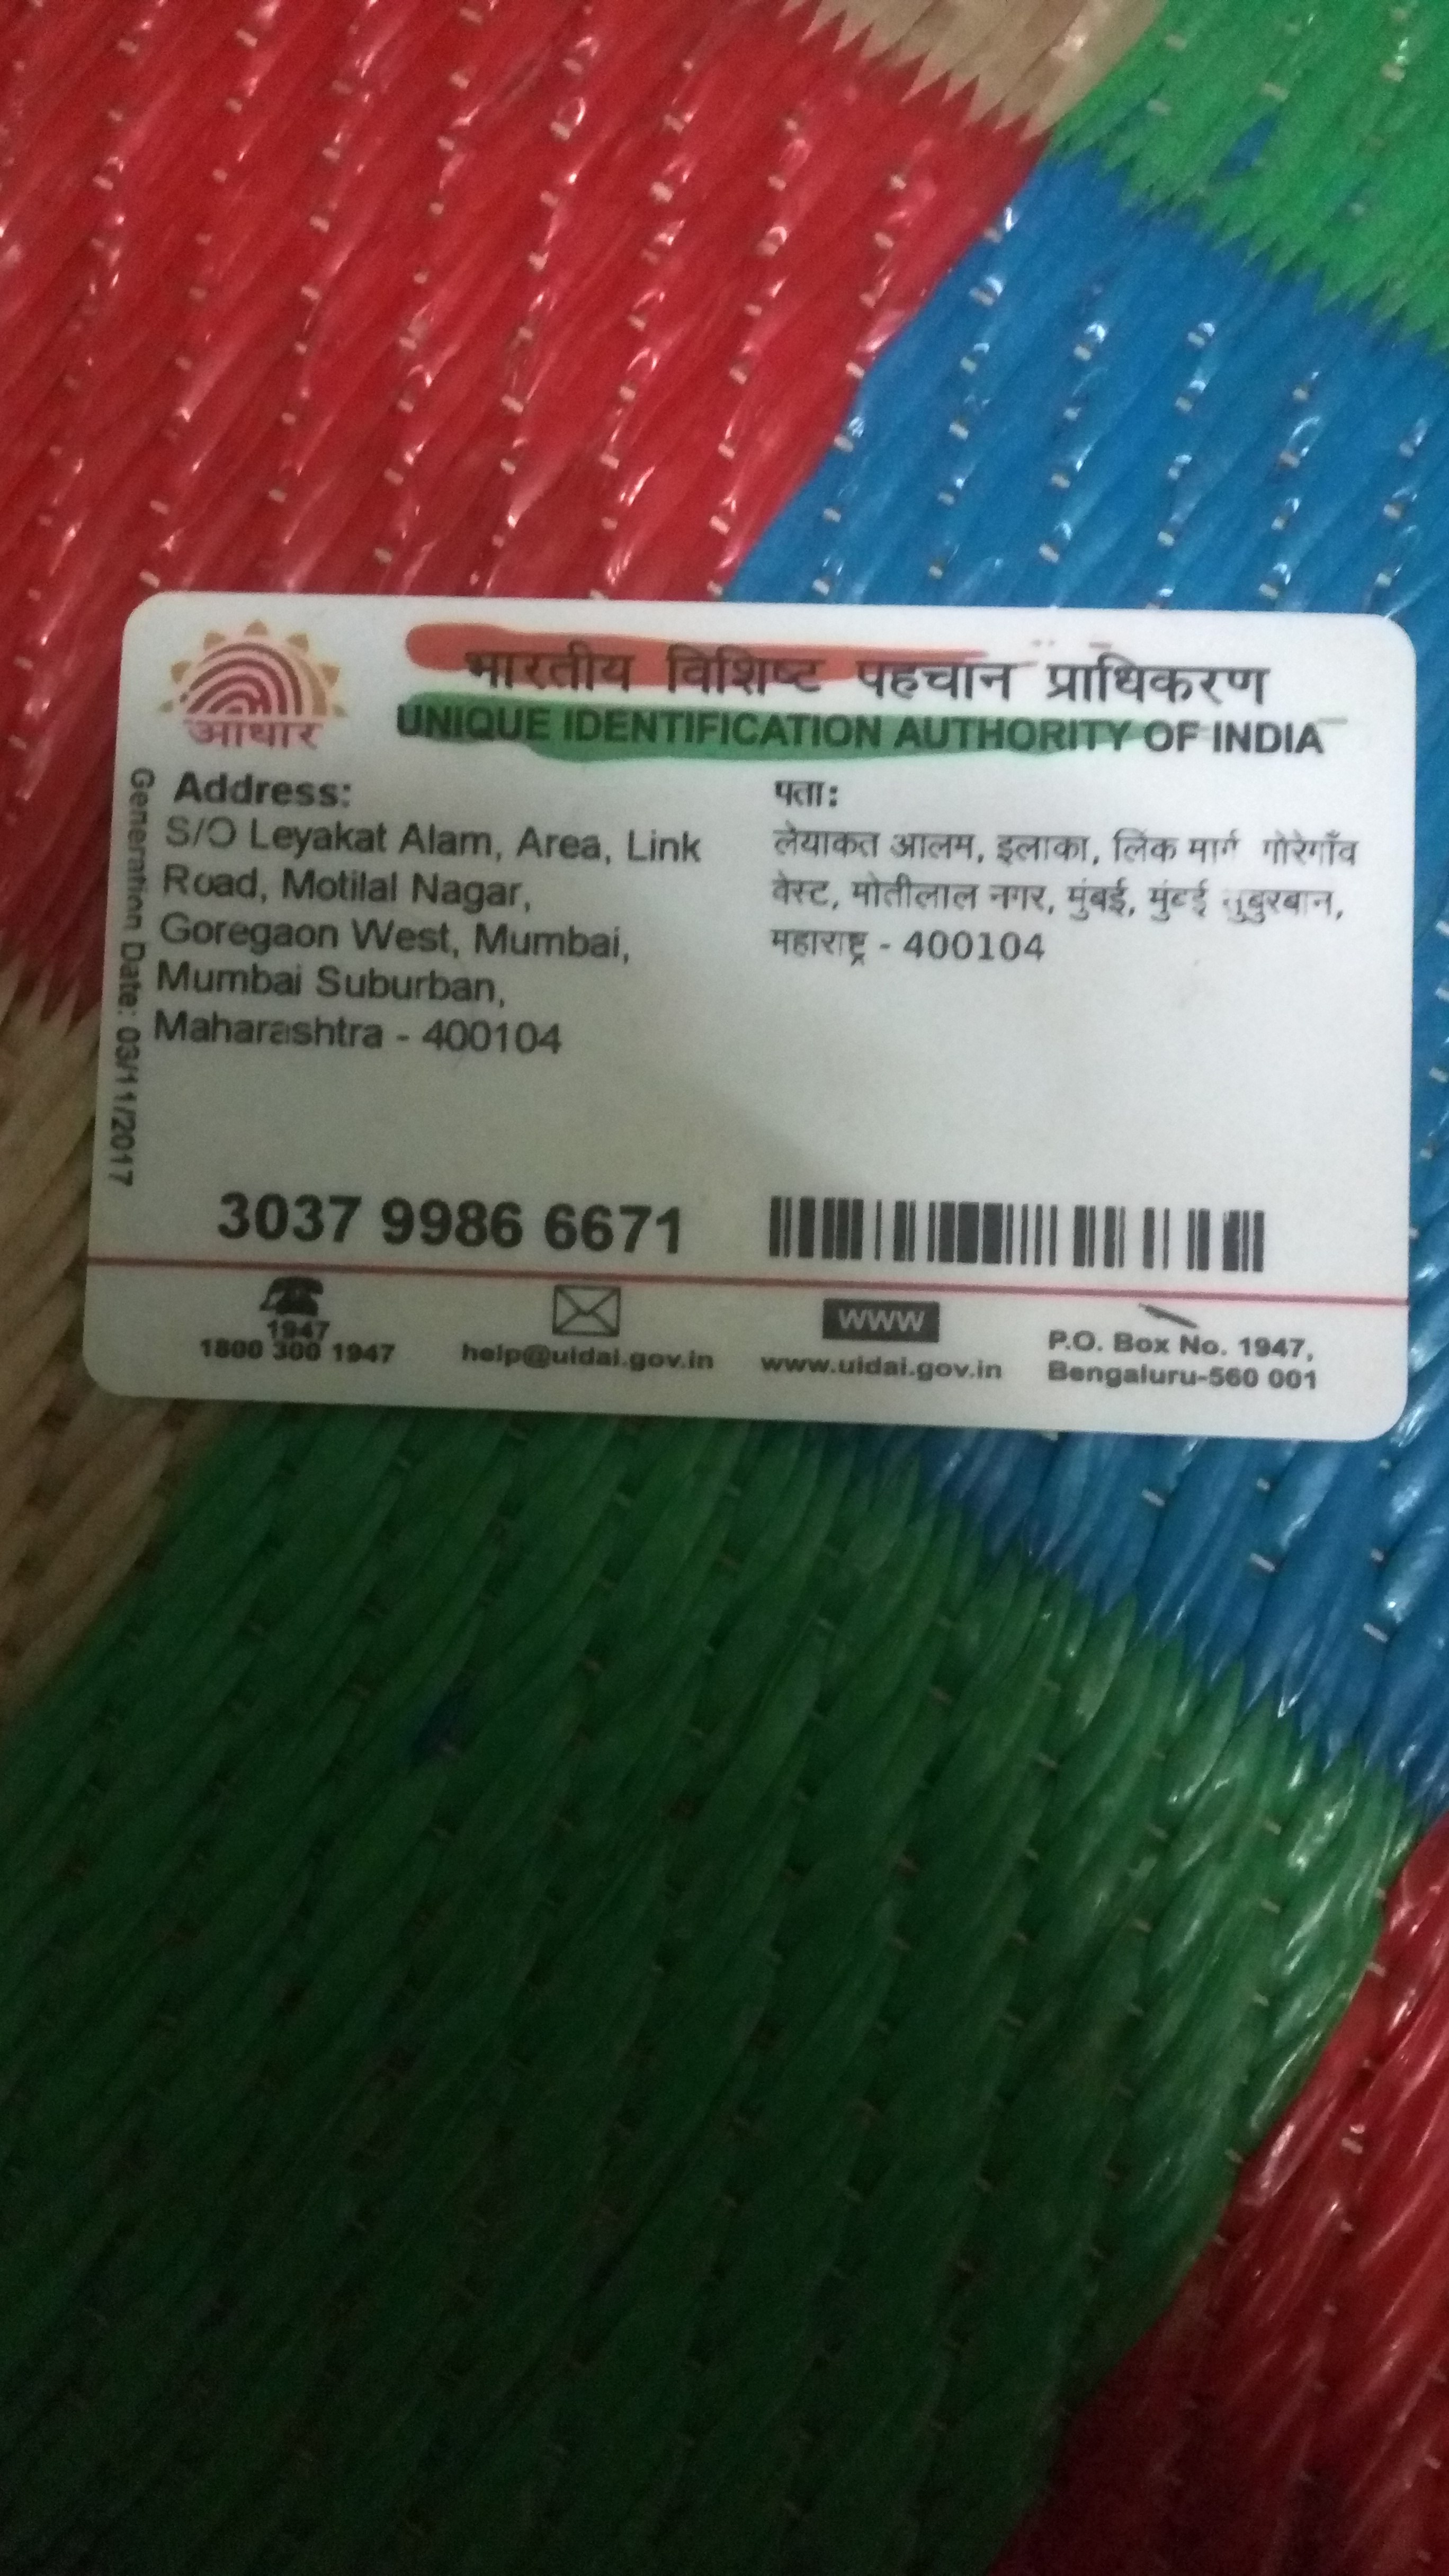 आधार
भारतीय विशिष्ट पहचान प्राधिकरण
UNIQUE IDENTIFICATION AUTHORITY OF INDIA
Generation Date: 03/11/2017
Address:
S/O Leyakat Alam, Area, Link
Road, Motilal Nagar,
Goregaon West, Mumbai,
Mumbai Suburban,
Maharashtra - 400104
पता:
लेयाकत आलम, इलाका, लिंक मार्ग गोरेगाँव
वेस्ट, मोतीलाल नगर, मुंबई, मुंबई
महाराष्ट्र - 400104
3037 9986 6671
1947
1800 300 1947
help@uidai.gov.in
www
www.uidai.gov.in
P.O. Box No. 1947,
Bengaluru-560 001